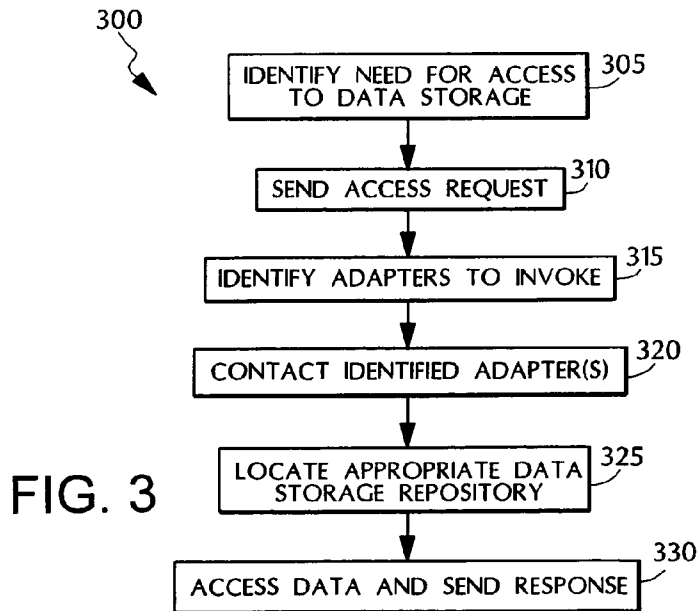 300
IDENTIFY NEED FOR ACCESS
TO DATA STORAGE
305
SEND ACCESS REQUEST
310
IDENTIFY ADAPTERS TO INVOKE
315
CONTACT IDENTIFIED ADAPTER(S)
320
LOCATE APPROPRIATE DATA
STORAGE REPOSITORY
325
FIG. 3
ACCESS DATA AND SEND RESPONSE
330